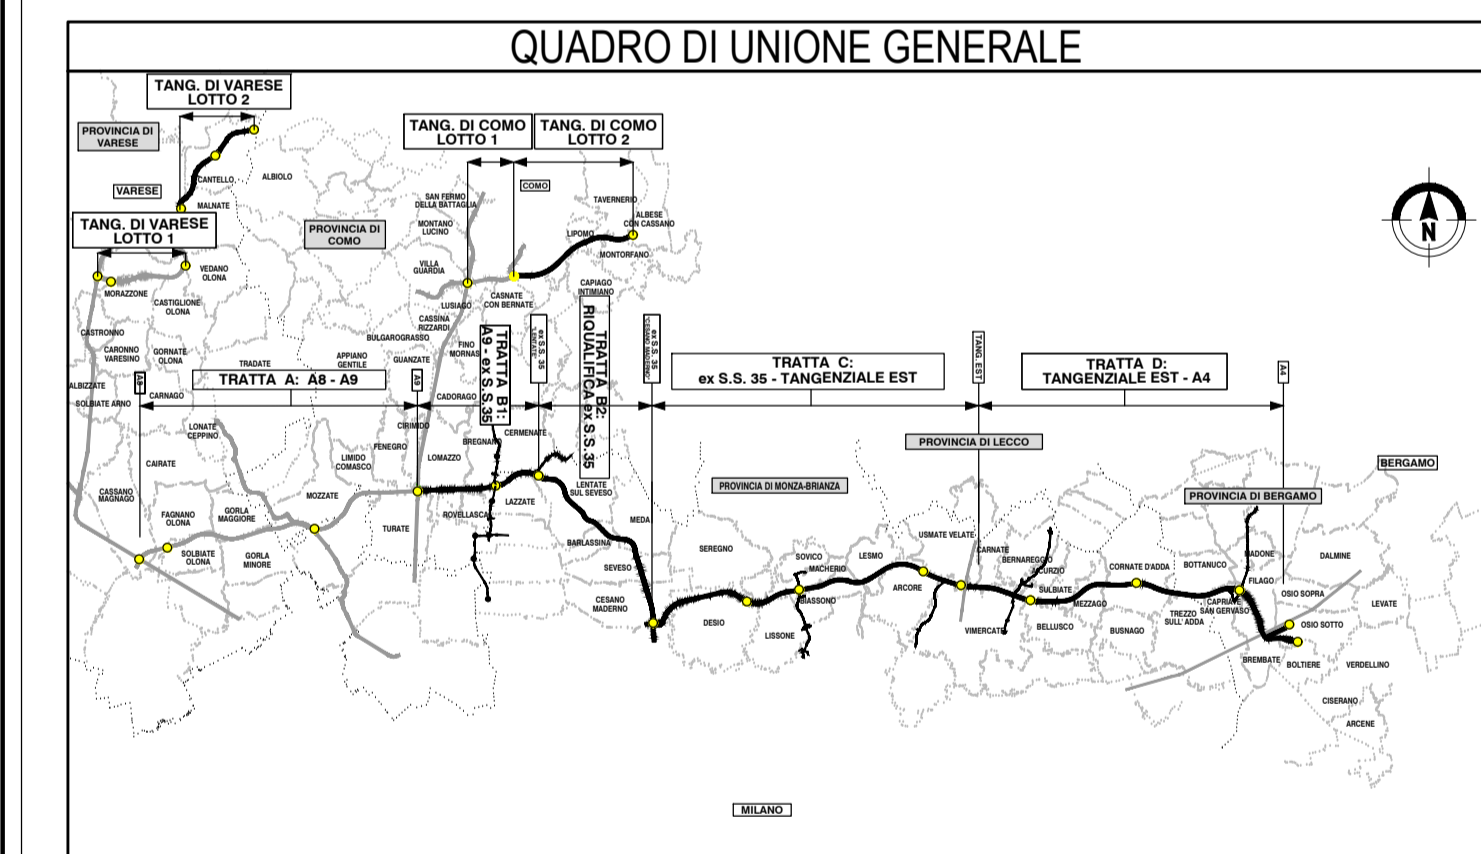 QUADRO DI UNIONE GENERALE
TANG. DI VARESE
LOTTO 2
PROVINCIA DI
VARESE
VARESE
CANTELLO
ALBIOLO
MALNATE
TANG. DI VARESE
LOTTO 1
PROVINCIA DI
COMO
TANG. DI COMO
LOTTO 1
TANG. DI COMO
LOTTO 2
COMO
SAN FERMO
DELLA BATTAGLIA
MONTANO
LUCINO
VILLA
GUARDIA
TAVERNERIO
ALBESE
CON CASSANO
LIPOMO
MONTORFANO
CAPIAGO
INTIMIANO
LUSIAGO
CASNATE
CON BERNATE
CASSINA
RIZZARDI
BULGAROGRASSO
FINO
MORNAS
GUANZATE
APPIANO
GENTILE
VEDANO
OLONA
MORAZZONE
CASTIGLIONE
OLONA
CASTRONNO
CARONNO
VARESINO
GORNATE
OLONA
TRADATE
ALBIZZATE
SOLBIATE ARNO
CARNAGO
A8
TRATTA A: A8 - A9
A9
CADORAGO
TRATTA B1:
A9 - ex S.S.35
ex S.S. 35
"LENTATE"
TRATTA B2:
RIQUALIFICA ex S.S.35
ex S.S. 35
"CESANO MADERNO"
TRATTA C:
ex S.S. 35 - TANGENZIALE EST
TANG. EST
TRATTA D:
TANGENZIALE EST - A4
A4
N
LONATE
CEPPINO
CIRIMIDO
FENEGRO
BREGNANO
CERMENATE
CAIRATE
LIMIDO
COMASCO
LOMAZZO
CASSANO
MAGNAGO
MOZZATE
FAGNANO
OLONA
GORLA
MAGGIORE
TURATE
ROVELLASCA
LAZZATE
LENTATE
SUL SEVESO
SOLBIATE
OLONA
GORLA
MINORE
BARLASSINA
MEDA
SEVESO
CESANO
MADERNO
PROVINCIA DI LECCO
PROVINCIA DI MONZA-BRIANZA
PROVINCIA DI BERGAMO
BERGAMO
SEREGNO
DESIO
SOVICO
MACHERIO
BIASSONO
LISSONE
LESMO
ARCORE
USMATE VELATE
CARNATE
BERNAREGGIO
VIMERCATE
SULBIATE
MEZZAGO
BELLUSCO
BUSNAGO
CORNATE D'ADDA
BOTTANUCO
TREZZO
SULL' ADDA
CAPRIATE
SAN GERVASO
MADONE
FILAGO
DALMINE
OSIO SOPRA
OSIO SOTTO
LEVATE
BREMBATE
BOLTIERE
VERDELLINO
CISERANO
ARCENE
MILANO